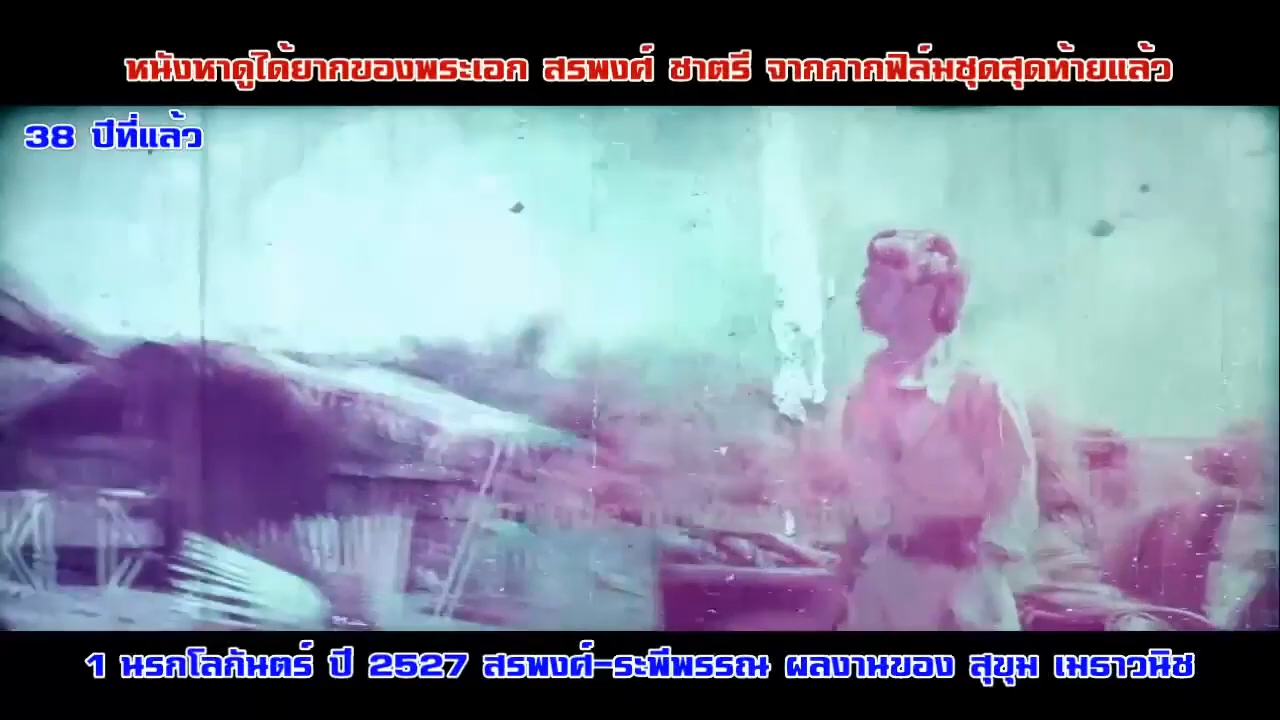 หนังหาดูได้ยากของพระเอก สรพงศ์ ชาตรี จากกากฟิล์มชุดสุดท้ายแล้ว
38 ปีที่แล้ว
1 นรกโลกันตร์ ปี 2527 สรพงศ์-ระพีพรรณ ผลงานของ สุขุม เมธาวนิช